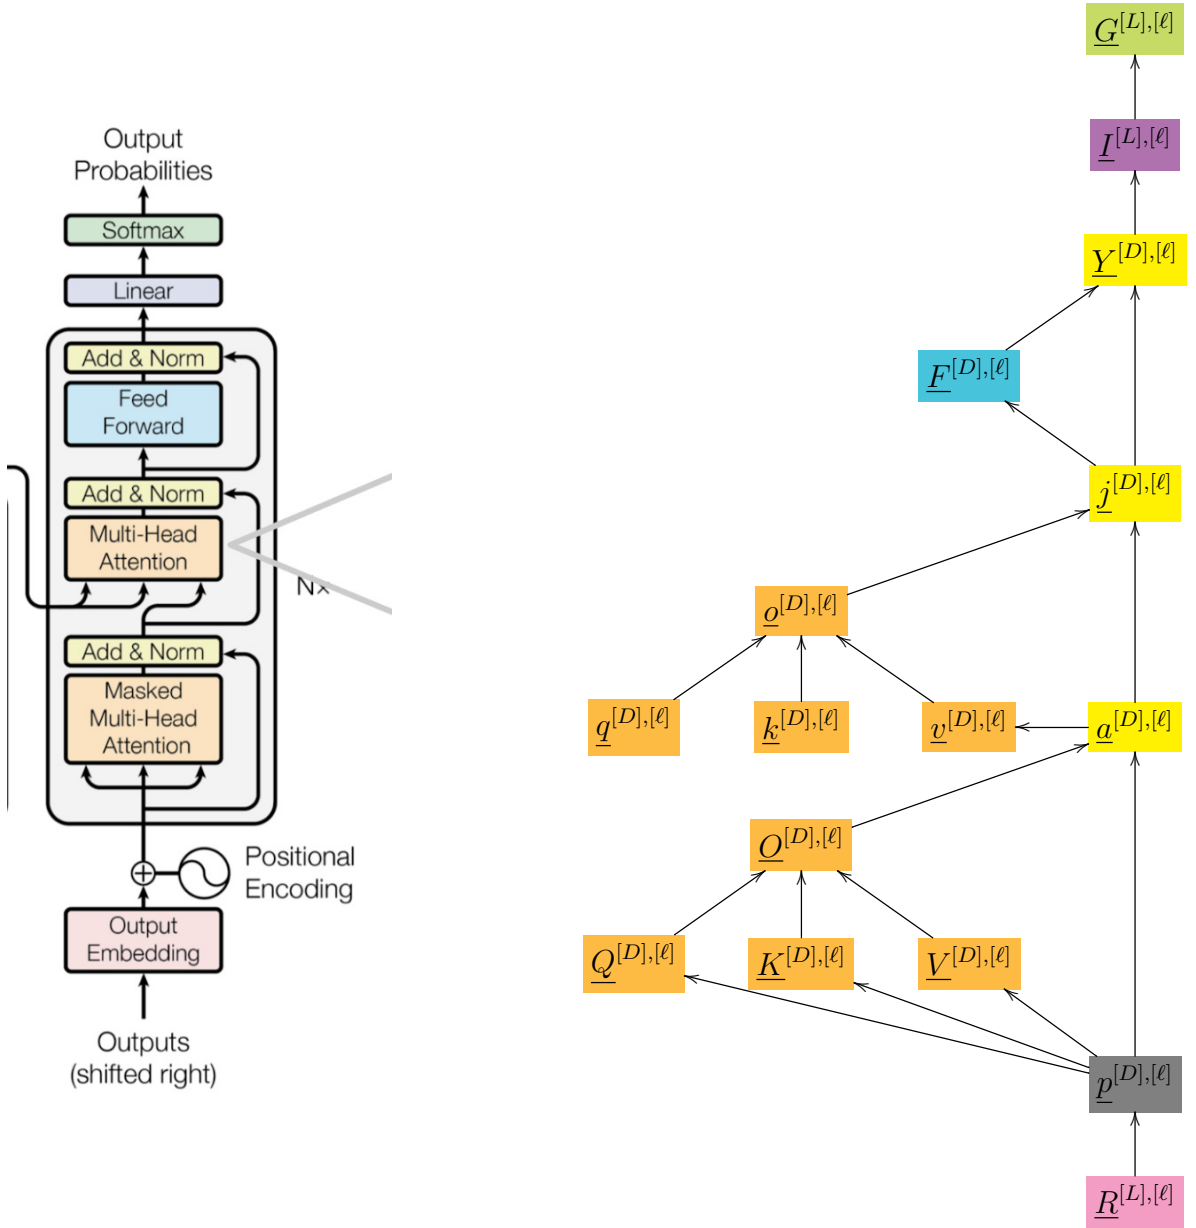 Output
Probabilities
Softmax
Linear
Add & Norm
Feed
Forward
Add & Norm
Multi-Head
Attention
N×
Add & Norm
Masked
Multi-Head
Attention
Positional
Encoding
Output
Embedding
Outputs
(shifted right)
G^{[L],[ℓ]}
I^{[L],[ℓ]}
Y^{[D],[ℓ]}
F^{[D],[ℓ]}
j^{[D],[ℓ]}
o^{[D],[ℓ]}
q^{[D],[ℓ]} k^{[D],[ℓ]} v^{[D],[ℓ]} a^{[D],[ℓ]}
O^{[D],[ℓ]}
Q^{[D],[ℓ]} K^{[D],[ℓ]} V^{[D],[ℓ]}
p^{[D],[ℓ]}
R^{[L],[ℓ]}